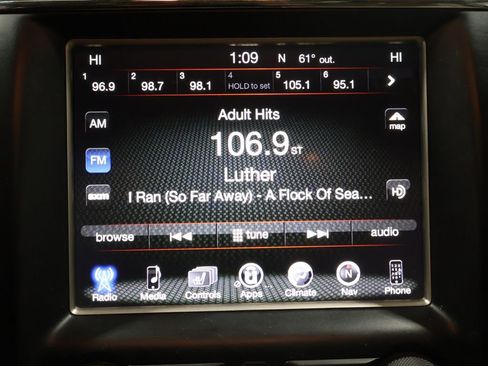 HI 1:09 N 61° out. HI
1 96.9 2 98.7 3 98.1 4 HOLD to set 5 105.1 6 95.1
Adult Hits
AM
map
106.9 ST
FM
Luther
I Ran (So Far Away) - A Flock Of Sea…
sxm
HD
browse tune audio
Radio Media Controls Apps Climate Nav Phone